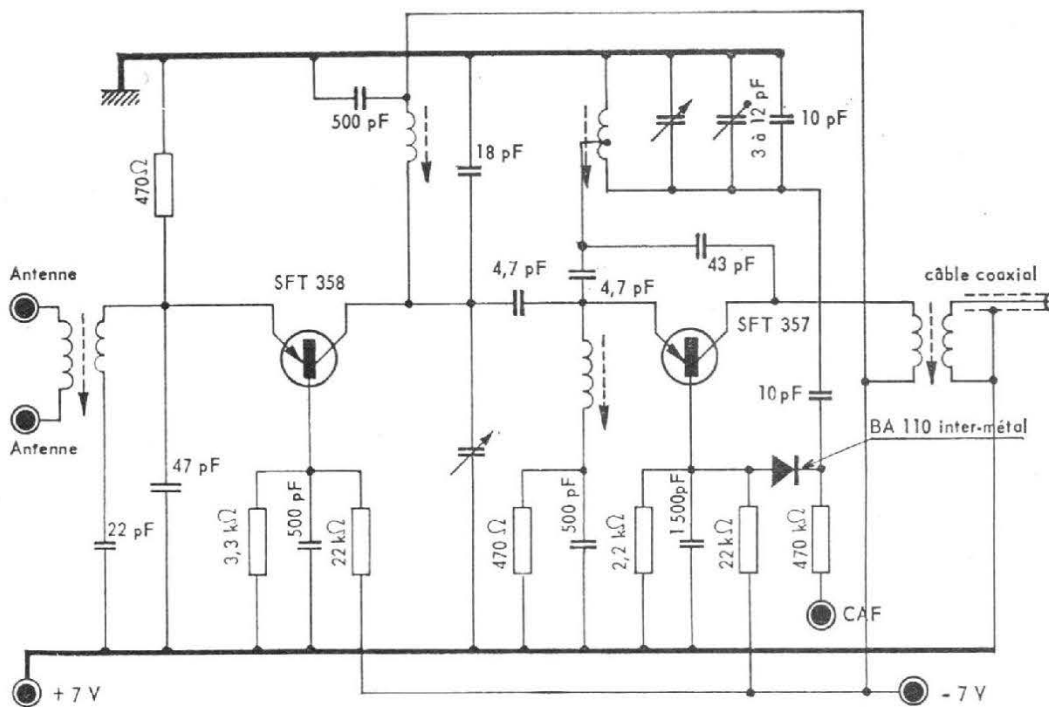 500 pF
470Ω
18 pF
3 à 12 pF
10 pF
Antenne
SFT 358
4,7 pF
4,7 pF
43 pF
câble coaxial
SFT 357
10 pF
BA 110 inter-métal
Antenne
47 pF
22 pF
3,3 kΩ
500 pF
22 kΩ
470 Ω
500 pF
2,2 kΩ
1500pF
22 kΩ
470 kΩ
CAF
+ 7 V
- 7 V